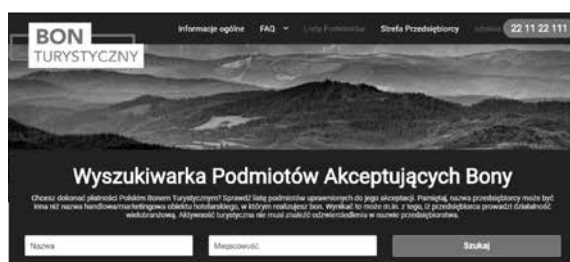 BON
TURYSTYCZNY
Informacje ogólne FAQ Lista Podmiotów Strefa Przedsiębiorcy 22 11 22 111
Wyszukiwarka Podmiotów Akceptujących Bony
Chcesz dokonać płatności Polskim Bonem Turystycznym? Sprawdź listę podmiotów uprawnionych do jego akceptacji. Pamiętaj, nazwa przedsiębiorcy może być
inna niż nazwa handlowa/marketingowa obiektu hotelarskiego, w którym realizujesz bon. Wynikać to może m.in. z tego, iż przedsiębiorca prowadzi działalność
wielobranżową. Aktywność turystyczna nie musi znaleźć odzwierciedlenia w nazwie przedsiębiorstwa.
Nazwa Miejscowość Szukaj